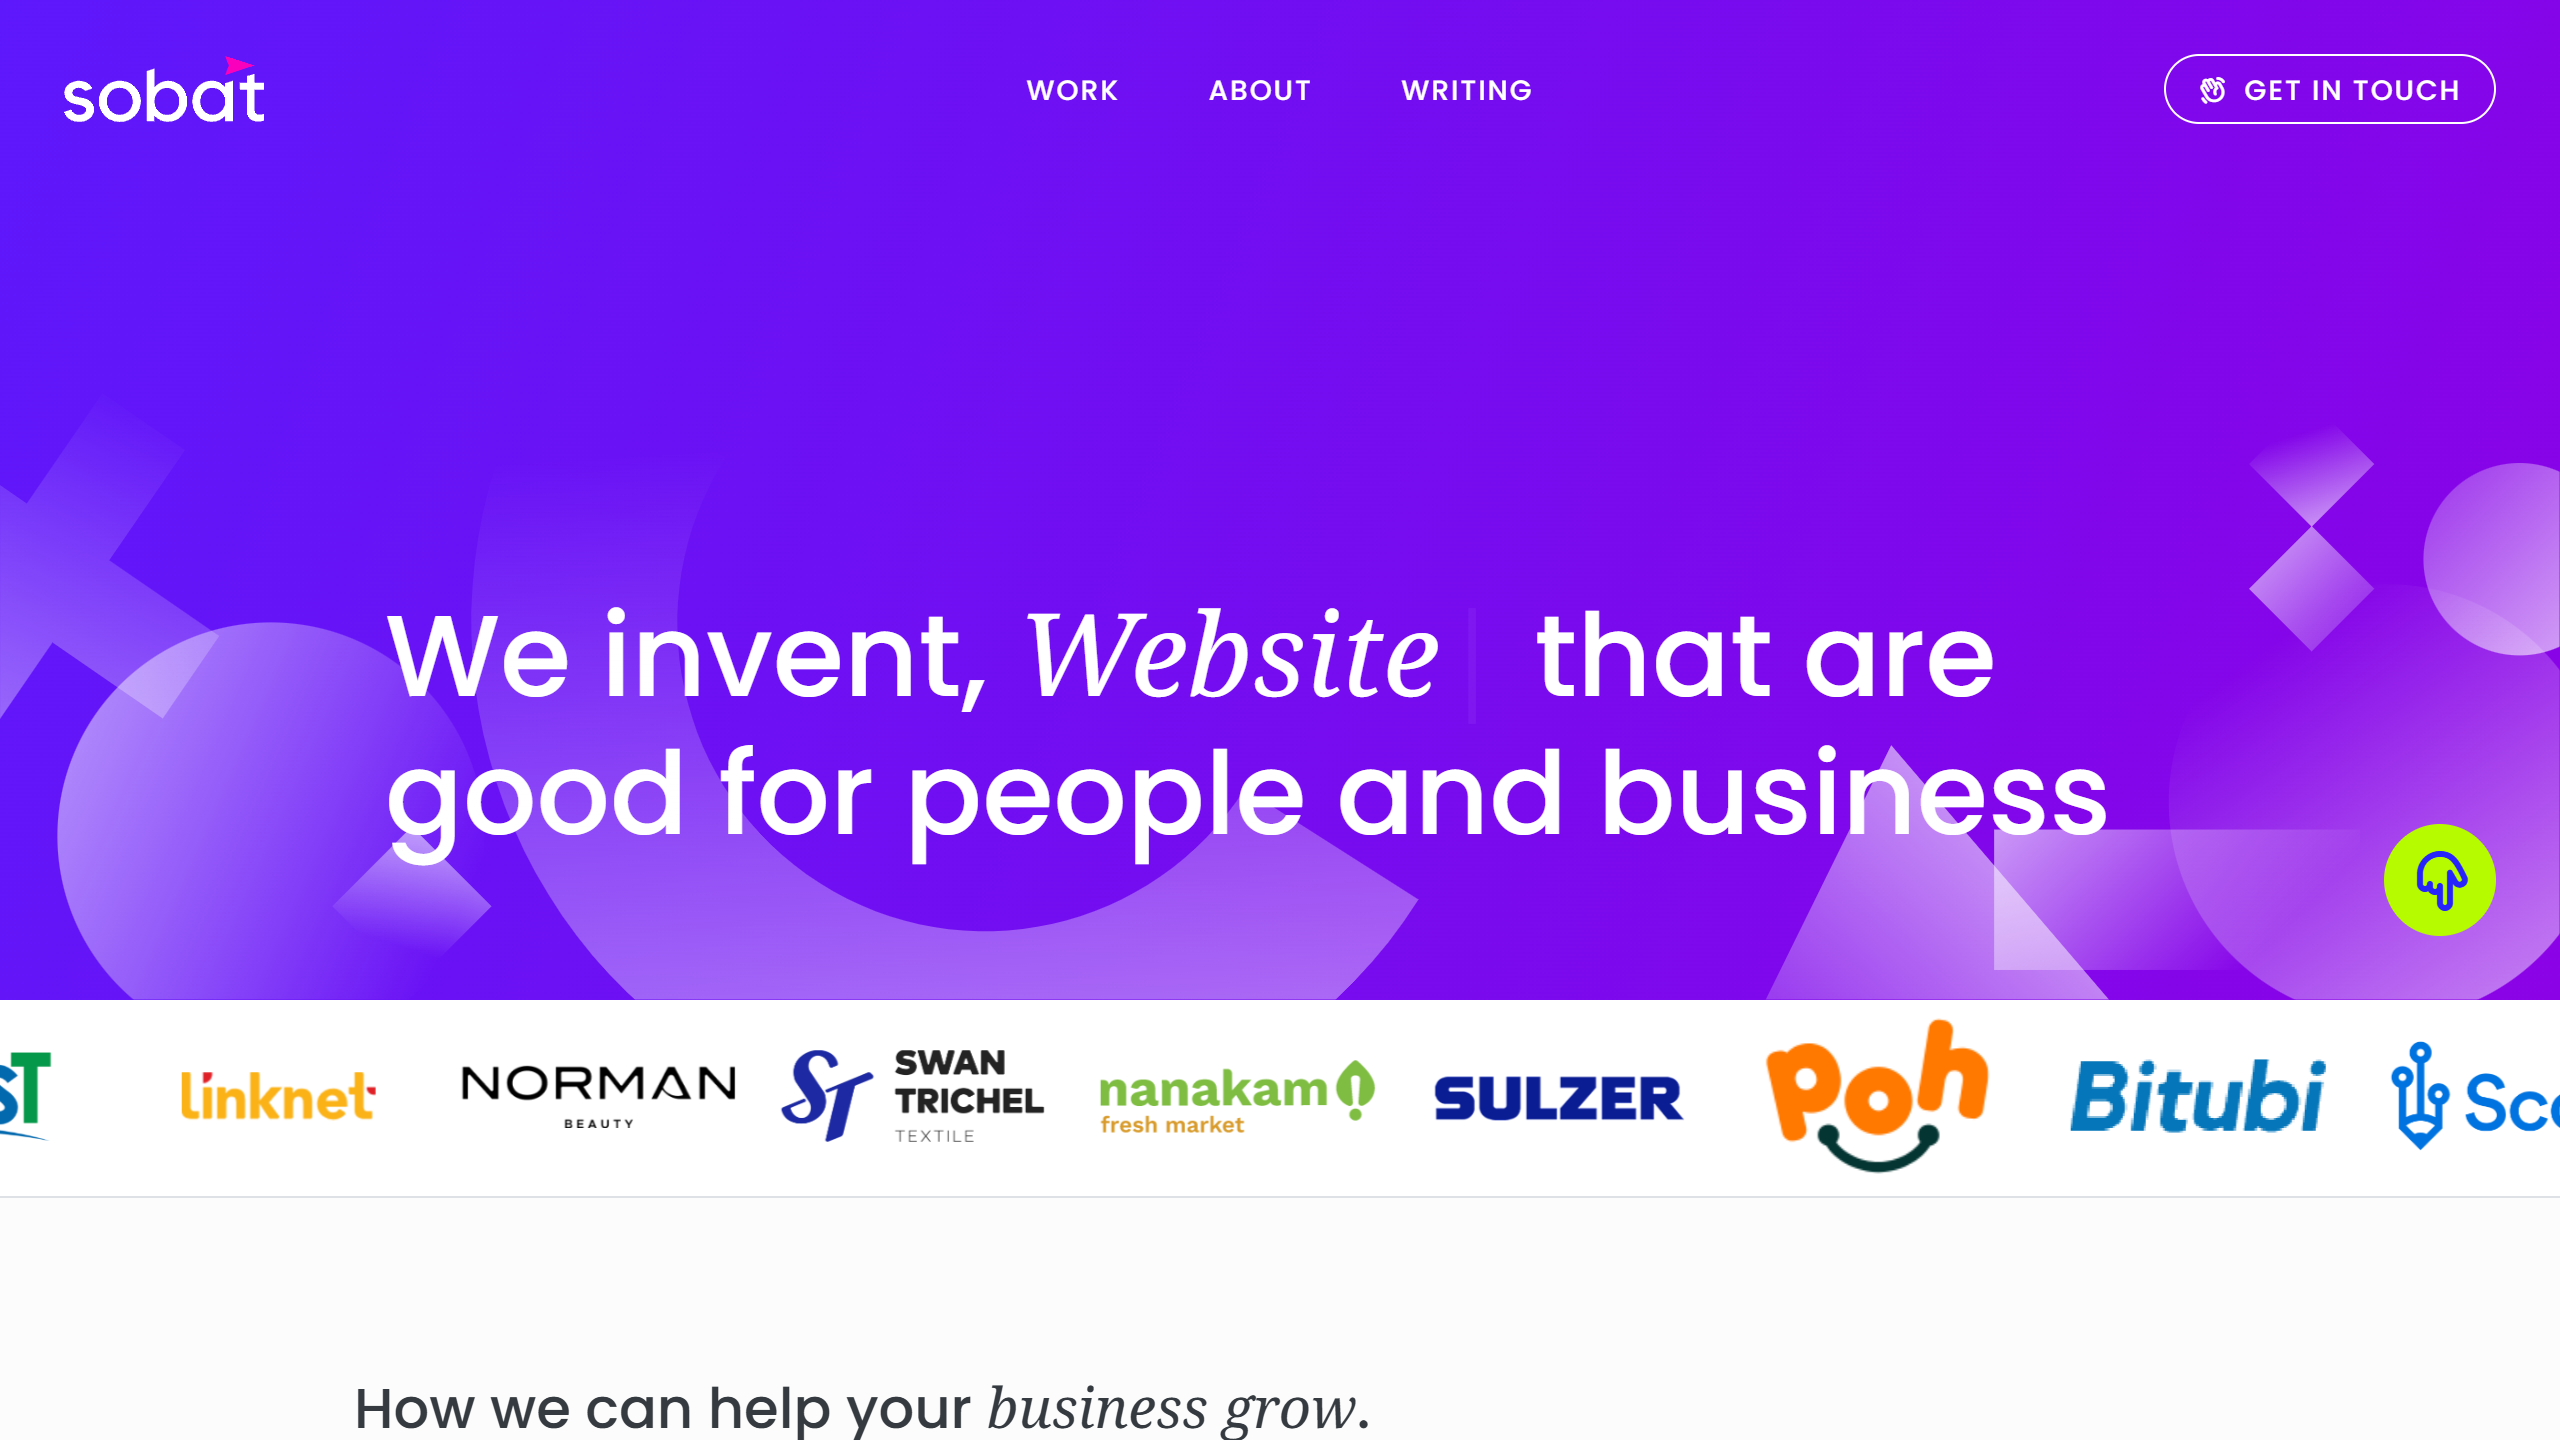 sobat
WORK
ABOUT
WRITING
GET IN TOUCH
We invent, Website that are
good for people and business
ST
linknet
NORMAN
BEAUTY
ST
SWAN
TRICHEL
TEXTILE
nanakam
fresh market
SULZER
poh
Bitubi
How we can help your business grow.